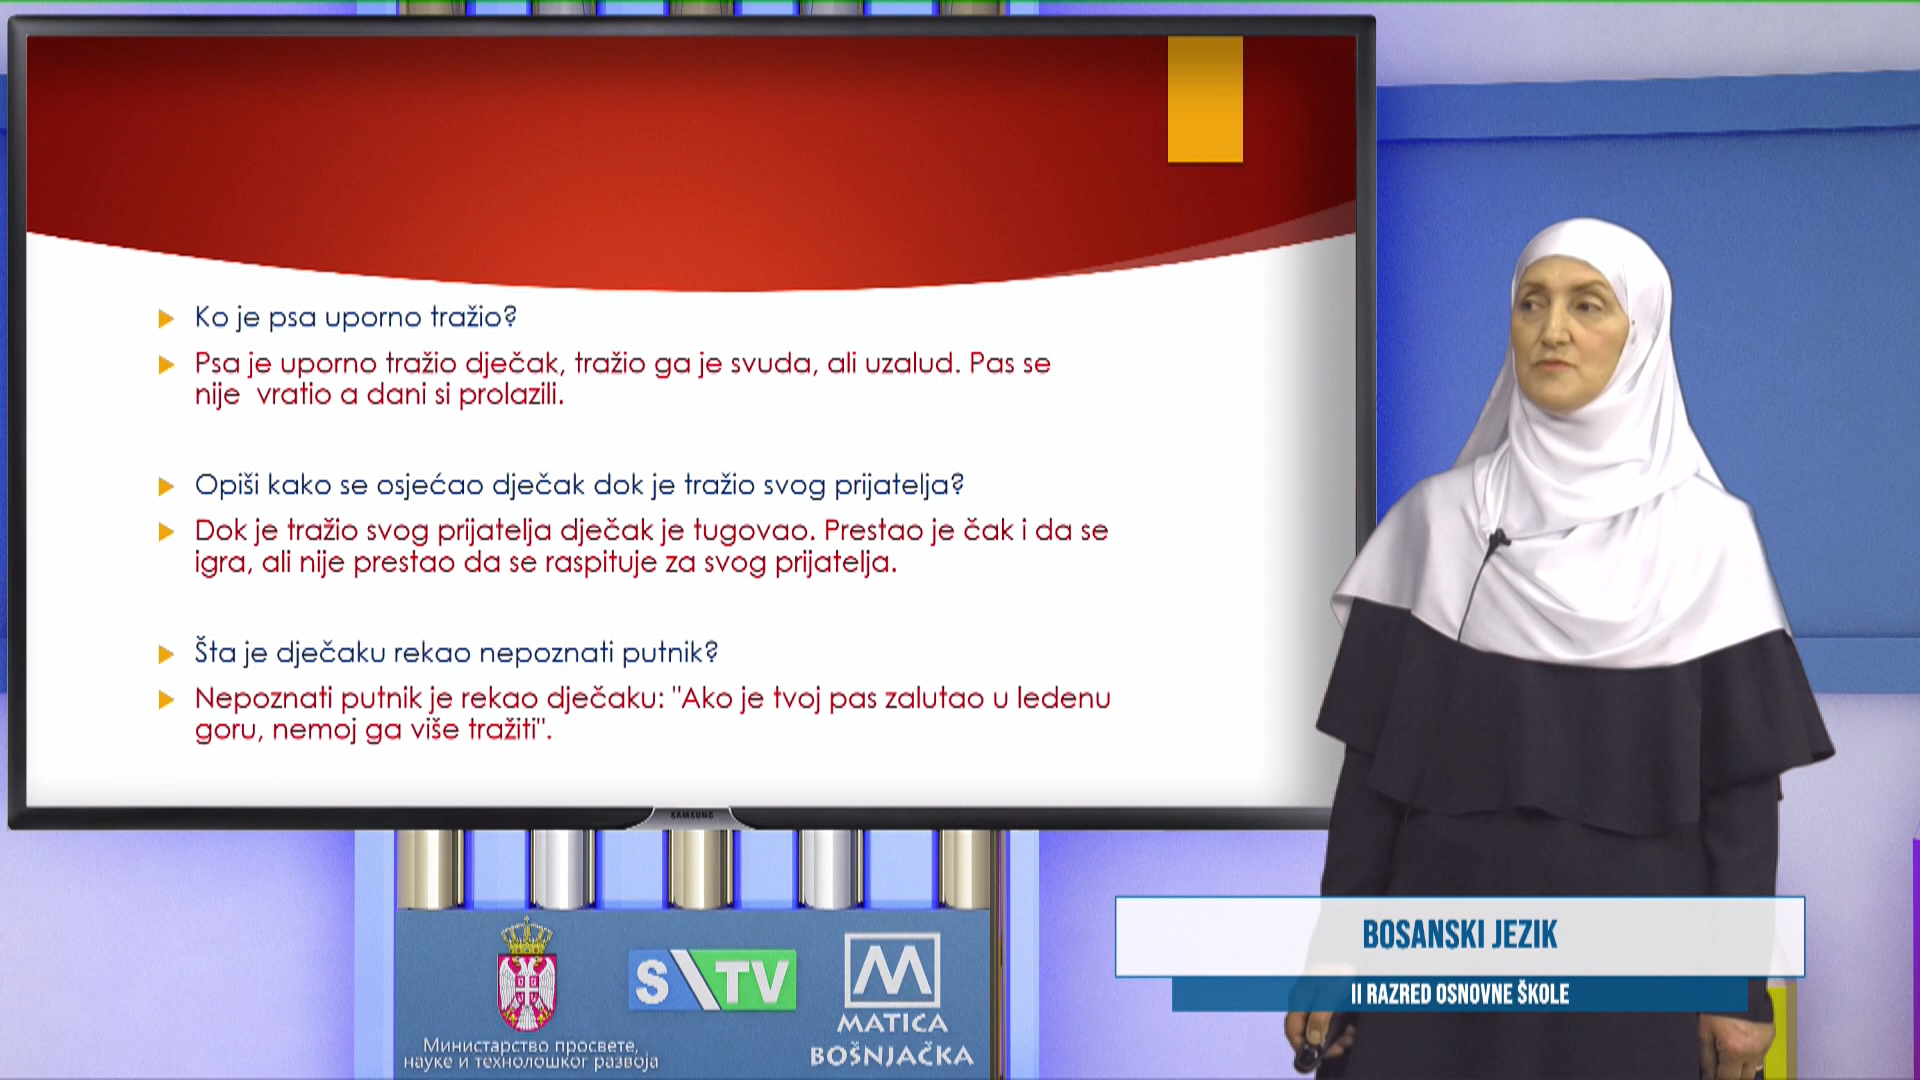 Ko je psa uporno tražio?
Psa je uporno tražio dječak, tražio ga je svuda, ali uzalud. Pas se
nije vratio a dani si prolazili.
Opiši kako se osjećao dječak dok je tražio svog prijatelja?
Dok je tražio svog prijatelja dječak je tugovao. Prestao je čak i da se
igra, ali nije prestao da se raspituje za svog prijatelja.
Šta je dječaku rekao nepoznati putnik?
Nepoznati putnik je rekao dječaku: "Ako je tvoj pas zalutao u ledenu
goru, nemoj ga više tražiti".
SAMSUNG
BOSANSKI JEZIK
II RAZRED OSNOVNE ŠKOLE
Министарство просвете,
науке и технолошког развоја
S TV
MATICA
BOŠNJAČKA